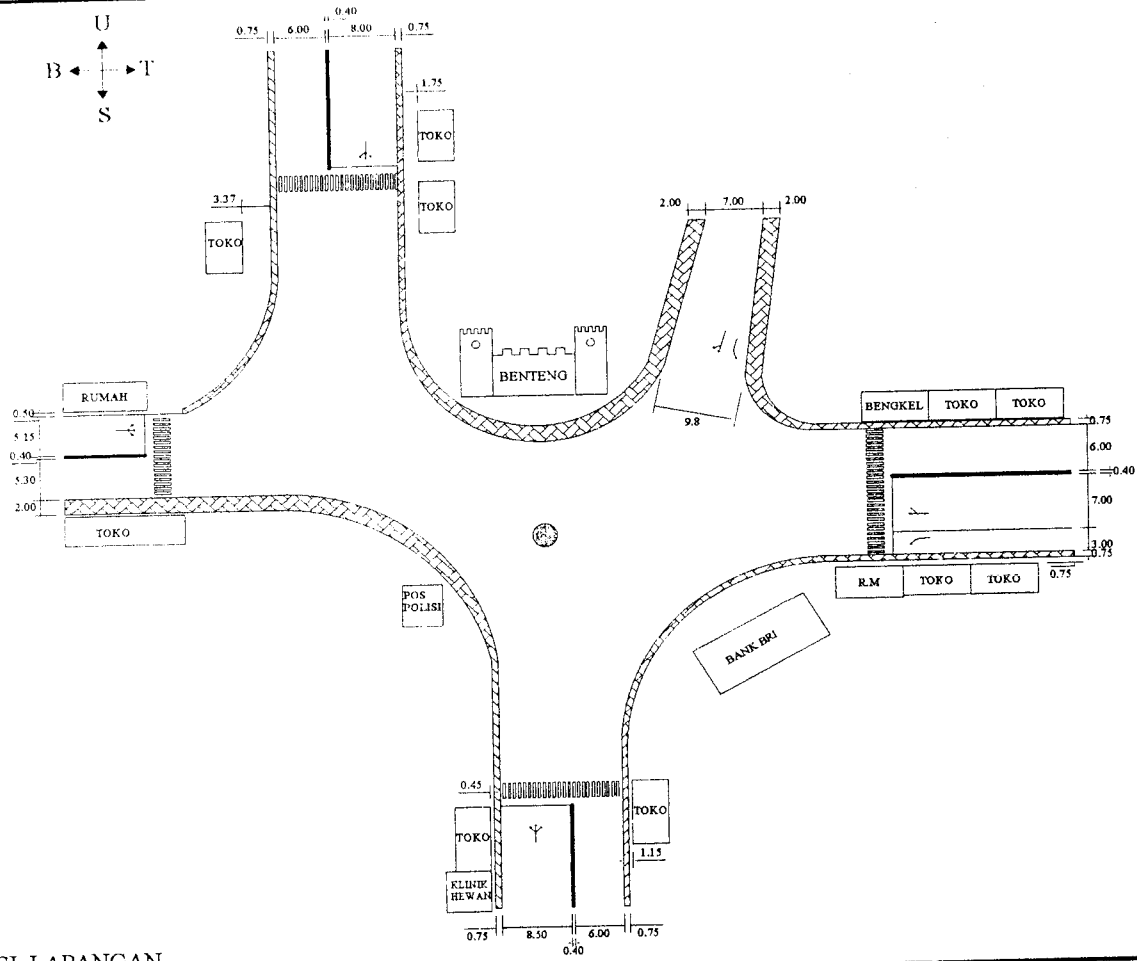 0.40
U
0.75 6.00 8.00 0.75
B T
S
1.75
TOKO
TOKO
3.37
TOKO
2.00 7.00 2.00
BENTENG
9.8
RUMAH
0.50
5.15
0.40
5.30
2.00
TOKO
BENGKEL TOKO TOKO
0.75
6.00
0.40
7.00
3.00
0.75
0.75
R.M TOKO TOKO
POS
POLISI
BANK BRI
0.45
TOKO
TOKO
1.15
KLINIK
HEWAN
0.75 8.50 6.00 0.75
0.40
LAPANGAN